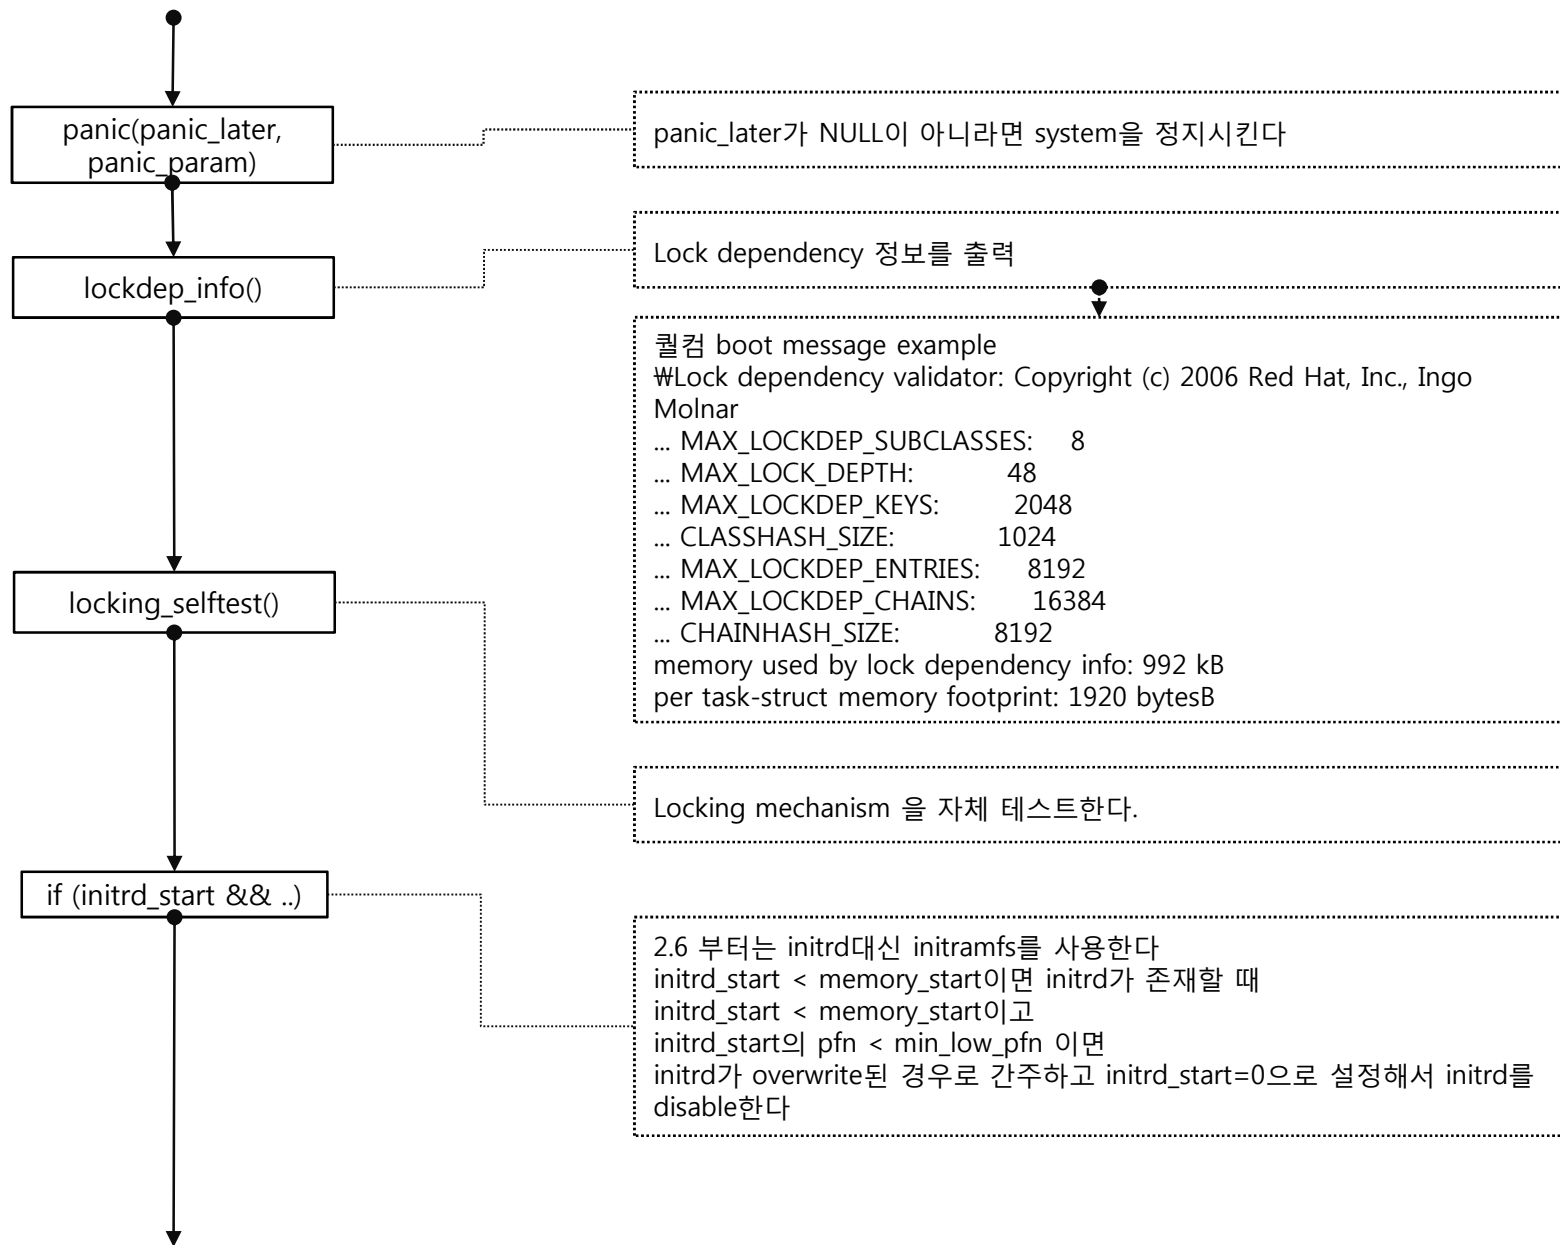 panic(panic_later,
panic_param)
panic_later가 NULL이 아니라면 system을 정지시킨다
lockdep_info()
Lock dependency 정보를 출력
퀄컴 boot message example
₩Lock dependency validator: Copyright (c) 2006 Red Hat, Inc., Ingo
Molnar
... MAX_LOCKDEP_SUBCLASSES: 8
... MAX_LOCK_DEPTH: 48
... MAX_LOCKDEP_KEYS: 2048
... CLASSHASH_SIZE: 1024
... MAX_LOCKDEP_ENTRIES: 8192
... MAX_LOCKDEP_CHAINS: 16384
... CHAINHASH_SIZE: 8192
memory used by lock dependency info: 992 kB
per task-struct memory footprint: 1920 bytesB
locking_selftest()
Locking mechanism 을 자체 테스트한다.
if (initrd_start && ..)
2.6 부터는 initrd대신 initramfs를 사용한다
initrd_start < memory_start이면 initrd가 존재할 때
initrd_start < memory_start이고
initrd_start의 pfn < min_low_pfn 이면
initrd가 overwrite된 경우로 간주하고 initrd_start=0으로 설정해서 initrd를
disable한다